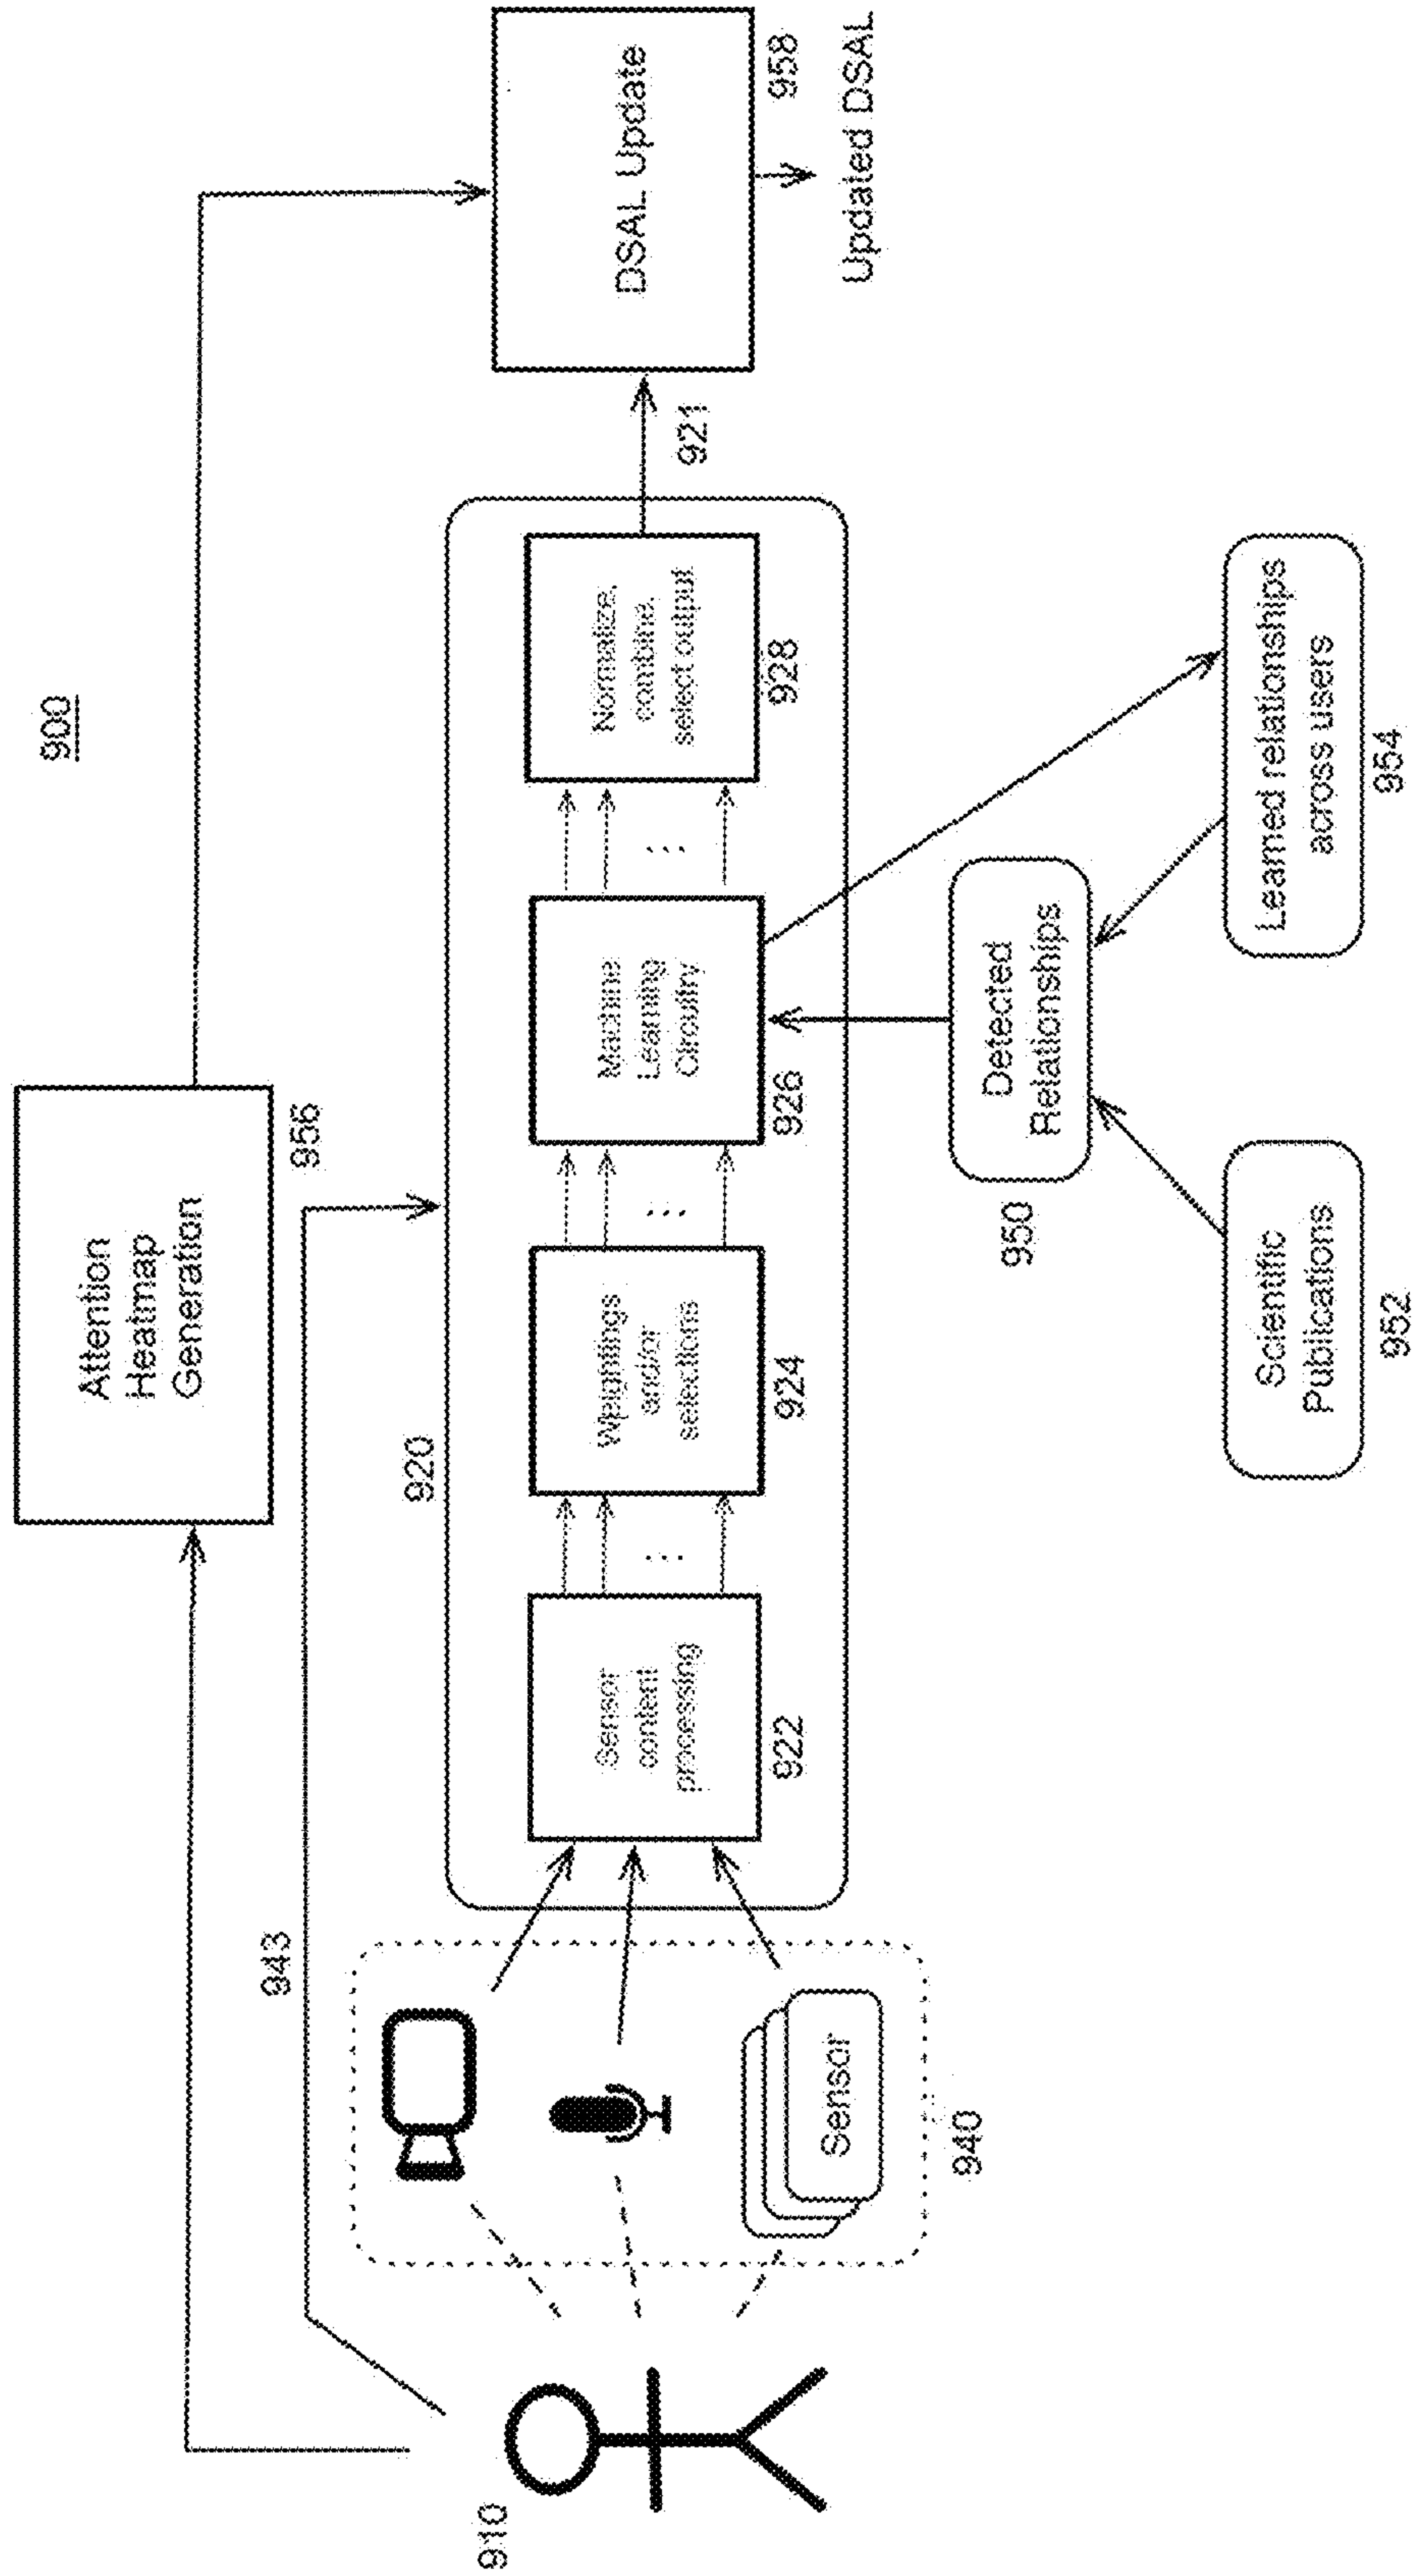 900
Attention
Heatmap
Generation
956
943
920
910
Sensor
940
Sensor
content
processing
922
Weightings
and/or
selections
924
Machine
Learning
Circuitry
926
Normalize,
combine,
select output
928
921
DSAL Update
958
Updated DSAL
Detected
Relationships
950
Scientific
Publications
952
Learned relationships
across users
954